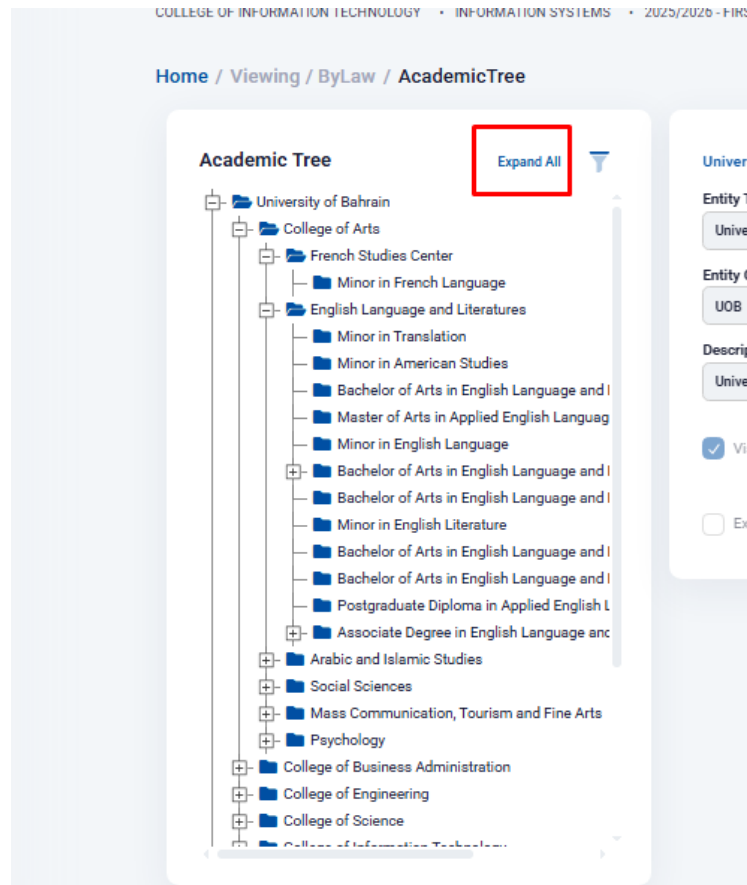 COLLEGE OF INFORMATION TECHNOLOGY • INFORMATION SYSTEMS • 2025/2026 - FIRS
Home / Viewing / ByLaw / AcademicTree
Academic Tree
Expand All
University of Bahrain
College of Arts
French Studies Center
Minor in French Language
English Language and Literatures
Minor in Translation
Minor in American Studies
Bachelor of Arts in English Language and
Master of Arts in Applied English Languag
Minor in English Language
Bachelor of Arts in English Language and
Bachelor of Arts in English Language and
Minor in English Literature
Bachelor of Arts in English Language and
Bachelor of Arts in English Language and
Postgraduate Diploma in Applied English L
Associate Degree in English Language and
Arabic and Islamic Studies
Social Sciences
Mass Communication, Tourism and Fine Arts
Psychology
College of Business Administration
College of Engineering
College of Science
College of Information Technology
Univer
Entity T
Unive
Entity C
UOB
Descrip
Unive
Vi
Ex